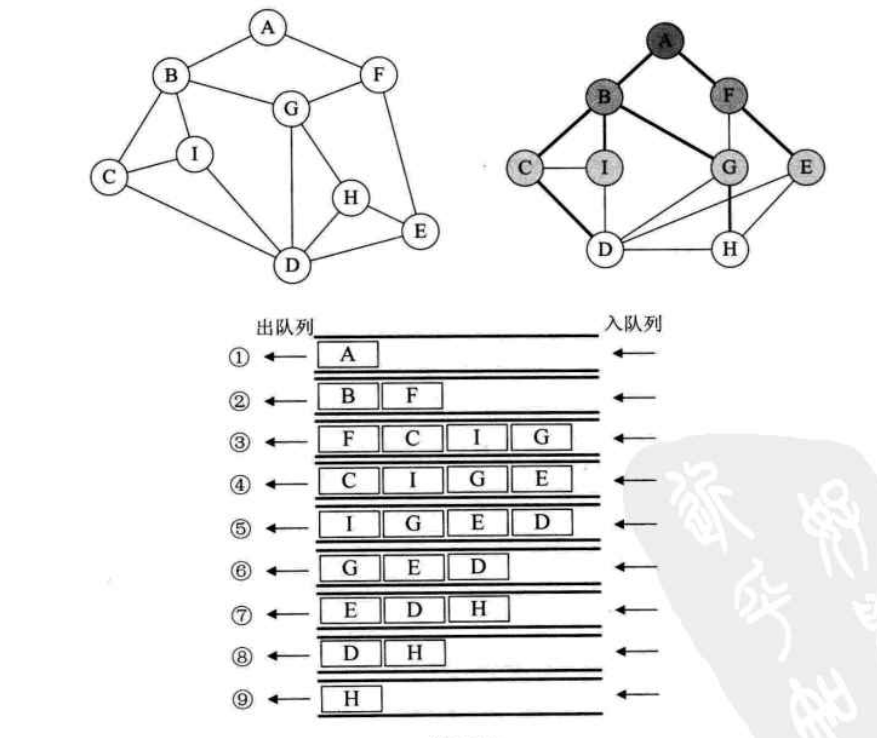 A
B
F
G
I
C
H
E
D
A
B
F
C
I
G
E
D
H
出队列 入队列
① A
② B F
③ F C I G
④ C I G E
⑤ I G E D
⑥ G E D
⑦ E D H
⑧ D H
⑨ H